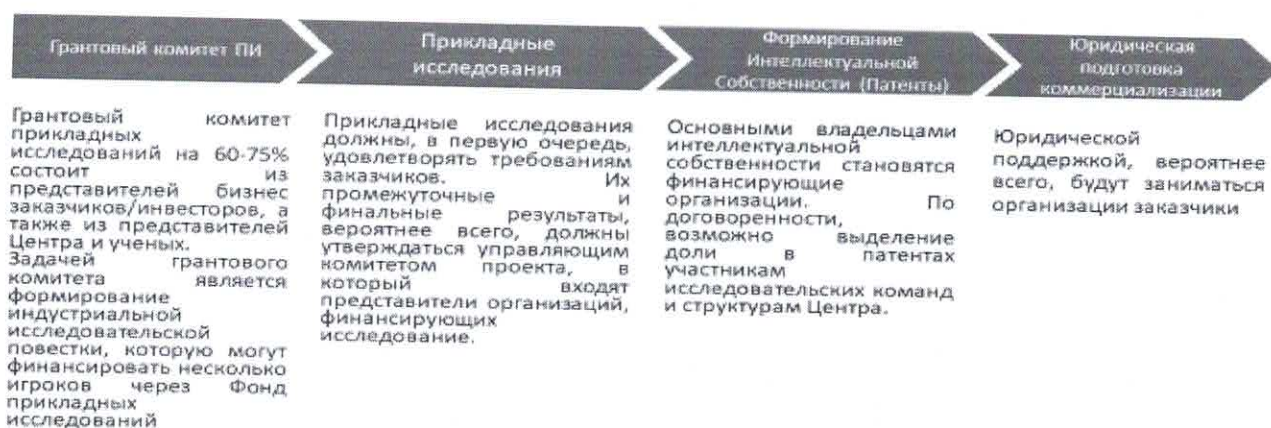 Грантовый комитет ПИ
Прикладные
исследования
Формирование
Интеллектуальной
Собственности (Патенты)
Юридическая
подготовка
коммерциализации
Грантовый комитет
прикладных
исследований на 60-75%
состоит из
представителей бизнес
заказчиков/инвесторов, а
также из представителей
Центра и ученых.
Задачей грантового
комитета является
формирование
индустриальной
исследовательской
повестки, которую могут
финансировать несколько
игроков через Фонд
прикладных
исследований
Прикладные исследования
должны, в первую очередь,
удовлетворять требованиям
заказчиков. Их
промежуточные и
финальные результаты,
вероятнее всего, должны
утверждаться управляющим
комитетом проекта, в
который входят
представители организаций,
финансирующих
исследование.
Основными владельцами
интеллектуальной
собственности становятся
финансирующие
организации. По
договоренности,
возможно выделение
доли в патентах
участникам
исследовательских команд
и структурам Центра.
Юридической
поддержкой, вероятнее
всего, будут заниматься
организации заказчики